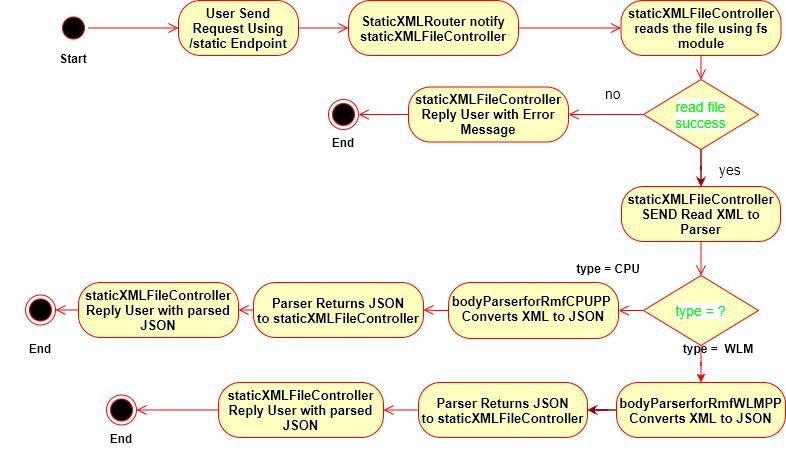 Start
User Send
Request Using
/static Endpoint
StaticXMLRouter notify
staticXMLFileController
staticXMLFileController
reads the file using fs
module
no
read file
success
staticXMLFileController
Reply User with Error
Message
End
yes
staticXMLFileController
SEND Read XML to
Parser
type = CPU
type = ?
bodyParserforRmfCPUPP
Converts XML to JSON
Parser Returns JSON
to staticXMLFileController
staticXMLFileController
Reply User with parsed
JSON
End
type = WLM
bodyParserforRmfWLMPP
Converts XML to JSON
Parser Returns JSON
to staticXMLFileController
staticXMLFileController
Reply User with parsed
JSON
End